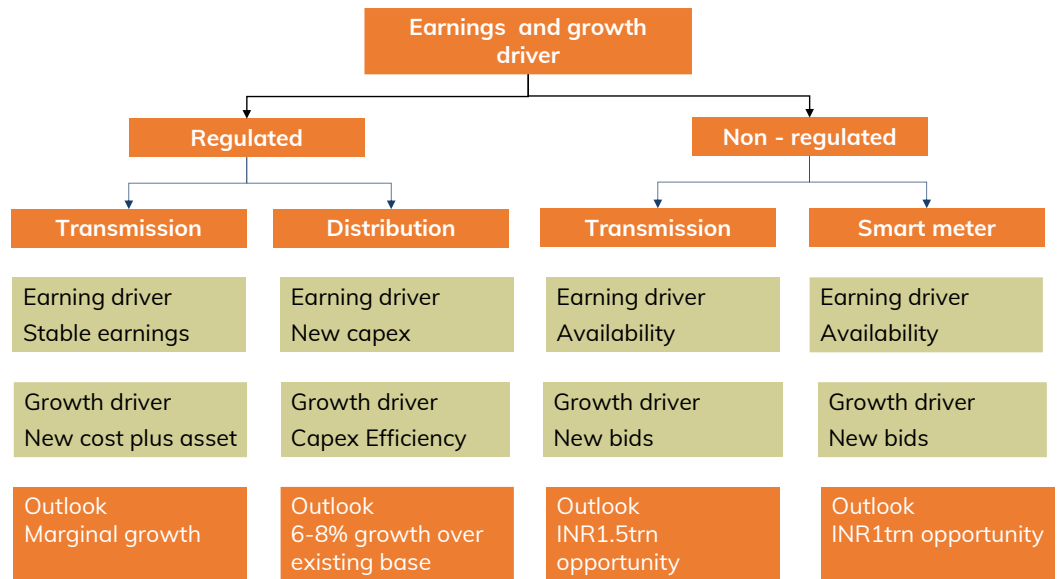 Earnings and growth
driver
Regulated
Non - regulated
Transmission
Distribution
Transmission
Smart meter
Earning driver
Stable earnings
Earning driver
New capex
Earning driver
Availability
Earning driver
Availability
Growth driver
New cost plus asset
Growth driver
Capex Efficiency
Growth driver
New bids
Growth driver
New bids
Outlook
Marginal growth
Outlook
6-8% growth over
existing base
Outlook
INR1.5trn
opportunity
Outlook
INR1trn opportunity